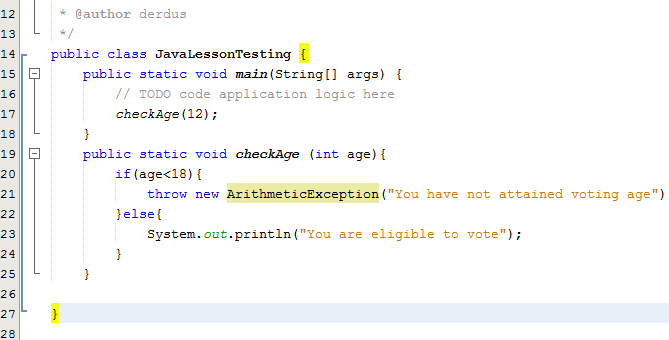 12 * @author derdus
13 */
14 public class JavaLessonTesting {
15 public static void main(String[] args) {
16 // TODO code application logic here
17 checkAge(12);
18 }
19 public static void checkAge (int age){
20 if(age<18){
21 throw new ArithmeticException("You have not attained voting age")
22 }else{
23 System.out.println("You are eligible to vote");
24 }
25 }
26
27 }
28